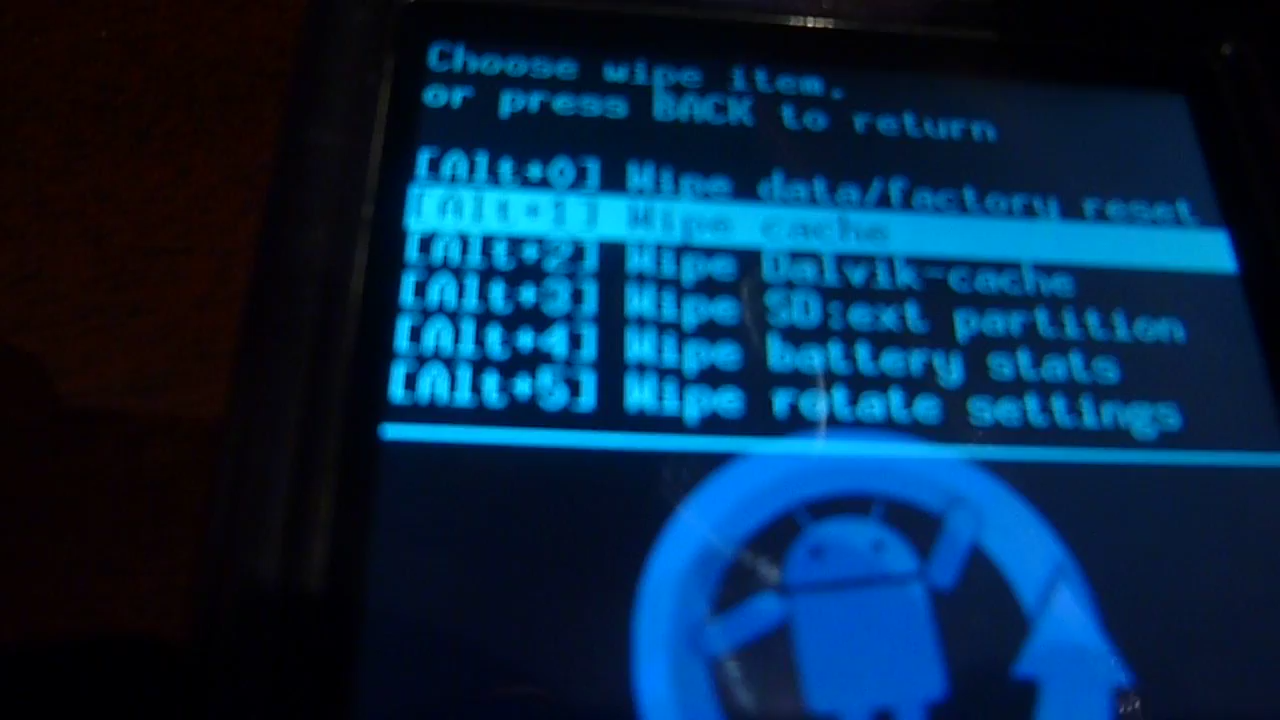 Choose wipe item.
or press BACK to return
[Alt+0] Wipe data/factory reset
[Alt+1] Wipe cache
[Alt+2] Wipe Dalvik-cache
[Alt+3] Wipe SD:ext partition
[Alt+4] Wipe battery stats
[Alt+5] Wipe rotate settings